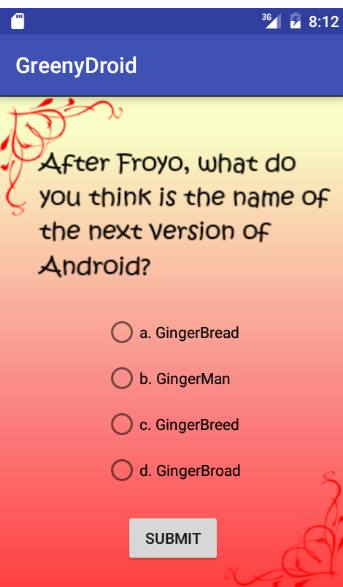 3G 8:12
GreenyDroid
After Froyo, what do
you think is the name of
the next version of
Android?
a. GingerBread
b. GingerMan
c. GingerBreed
d. GingerBroad
SUBMIT